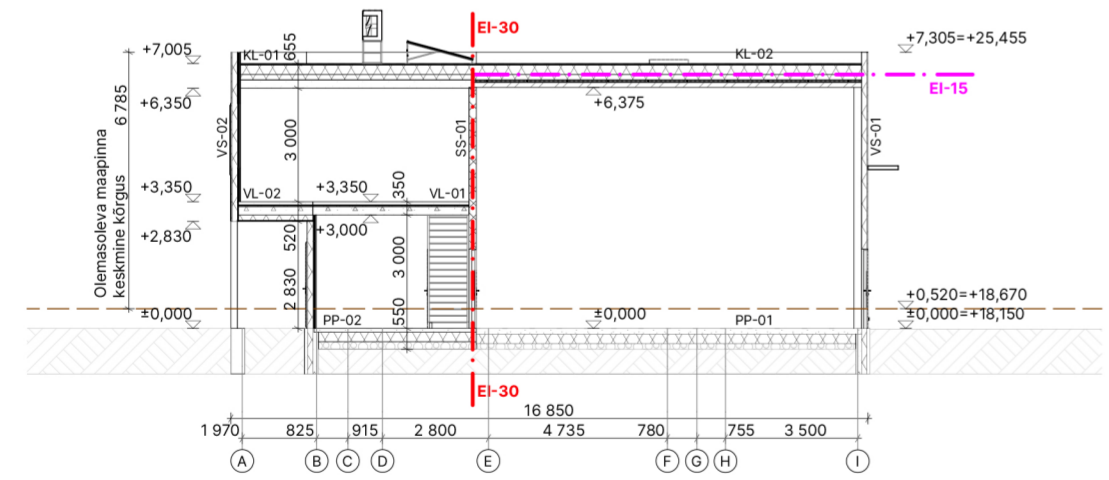 EI-30
+7,005
KL-01
655
KL-02
+7,305=+25,455
EI-15
+6,350
+6,375
6 785
Olemasoleva maapinna
keskmine kõrgus
VS-02
3 000
SS-01
VS-01
+3,350
VL-02
+3,350
350
VL-01
+2,830
520
+3,000
3 000
2 830
+0,520=+18,670
±0,000
PP-02
550
±0,000
PP-01
±0,000=+18,150
EI-30
16 850
1 970
825
915
2 800
4 735
780
755
3 500
A
B
C
D
E
F
G
H
I